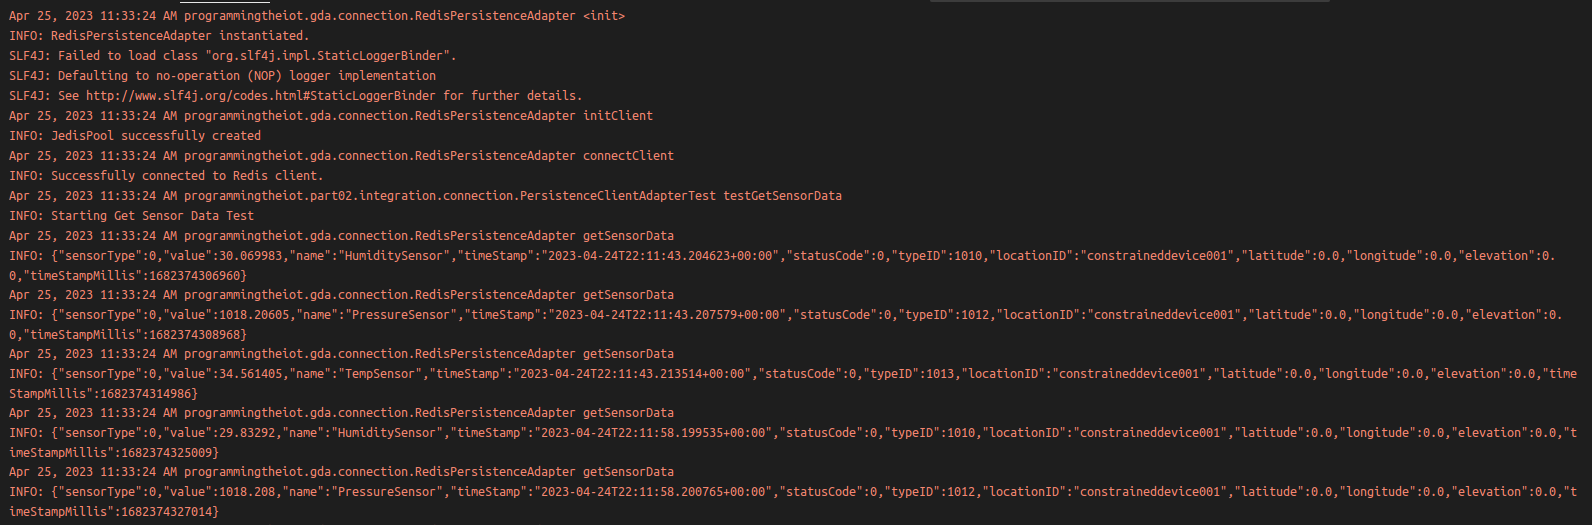 Apr 25, 2023 11:33:24 AM programmingtheiot.gda.connection.RedisPersistenceAdapter <init>
INFO: RedisPersistenceAdapter instantiated.
SLF4J: Failed to load class "org.slf4j.impl.StaticLoggerBinder".
SLF4J: Defaulting to no-operation (NOP) logger implementation
SLF4J: See http://www.slf4j.org/codes.html#StaticLoggerBinder for further details.
Apr 25, 2023 11:33:24 AM programmingtheiot.gda.connection.RedisPersistenceAdapter initClient
INFO: JedisPool successfully created
Apr 25, 2023 11:33:24 AM programmingtheiot.gda.connection.RedisPersistenceAdapter connectClient
INFO: Successfully connected to Redis client.
Apr 25, 2023 11:33:24 AM programmingtheiot.part02.integration.connection.PersistenceClientAdapterTest testGetSensorData
INFO: Starting Get Sensor Data Test
Apr 25, 2023 11:33:24 AM programmingtheiot.gda.connection.RedisPersistenceAdapter getSensorData
INFO: {"sensorType":0,"value":30.069983,"name":"HumiditySensor","timeStamp":"2023-04-24T22:11:43.204623+00:00","statusCode":0,"typeID":1010,"locationID":"constraineddevice001","latitude":0.0,"longitude":0.0,"elevation":0.
0,"timeStampMillis":1682374306960}
Apr 25, 2023 11:33:24 AM programmingtheiot.gda.connection.RedisPersistenceAdapter getSensorData
INFO: {"sensorType":0,"value":1018.20605,"name":"PressureSensor","timeStamp":"2023-04-24T22:11:43.207579+00:00","statusCode":0,"typeID":1012,"locationID":"constraineddevice001","latitude":0.0,"longitude":0.0,"elevation":0.
0,"timeStampMillis":1682374308968}
Apr 25, 2023 11:33:24 AM programmingtheiot.gda.connection.RedisPersistenceAdapter getSensorData
INFO: {"sensorType":0,"value":34.561405,"name":"TempSensor","timeStamp":"2023-04-24T22:11:43.213514+00:00","statusCode":0,"typeID":1013,"locationID":"constraineddevice001","latitude":0.0,"longitude":0.0,"elevation":0.0,"time
StampMillis":1682374314986}
Apr 25, 2023 11:33:24 AM programmingtheiot.gda.connection.RedisPersistenceAdapter getSensorData
INFO: {"sensorType":0,"value":29.83292,"name":"HumiditySensor","timeStamp":"2023-04-24T22:11:58.199535+00:00","statusCode":0,"typeID":1010,"locationID":"constraineddevice001","latitude":0.0,"longitude":0.0,"elevation":0.0,"t
imeStampMillis":1682374325009}
Apr 25, 2023 11:33:24 AM programmingtheiot.gda.connection.RedisPersistenceAdapter getSensorData
INFO: {"sensorType":0,"value":1018.208,"name":"PressureSensor","timeStamp":"2023-04-24T22:11:58.200765+00:00","statusCode":0,"typeID":1012,"locationID":"constraineddevice001","latitude":0.0,"longitude":0.0,"elevation":0.0,"t
imeStampMillis":1682374327014}